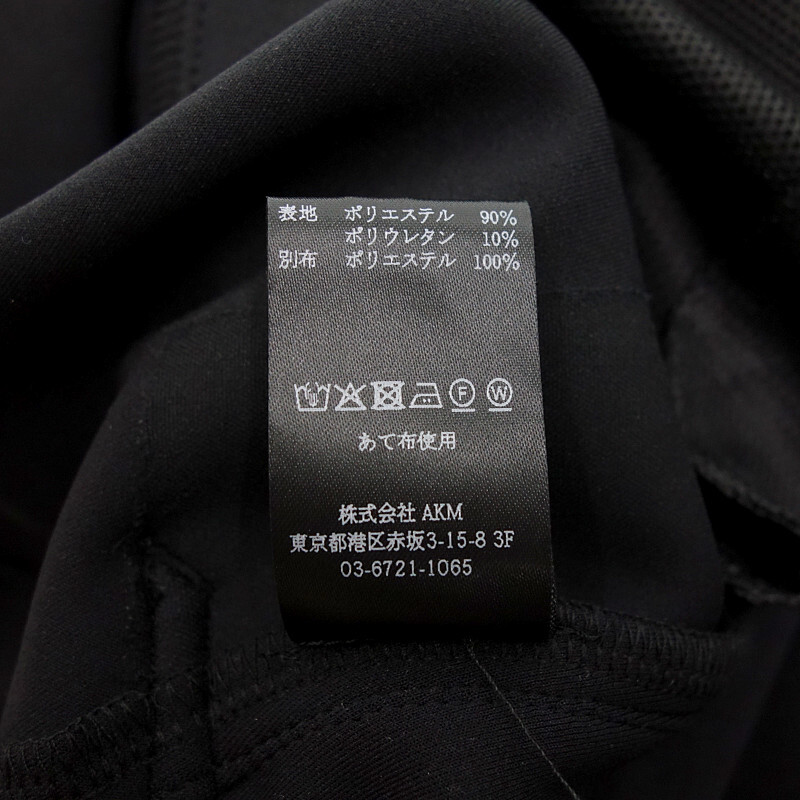 表地 ポリエステル 90%
ポリウレタン 10%
別布 ポリエステル 100%
Ⓕ Ⓦ
あて布使用
株式会社 AKM
東京都港区赤坂3-15-8 3F
03-6721-1065